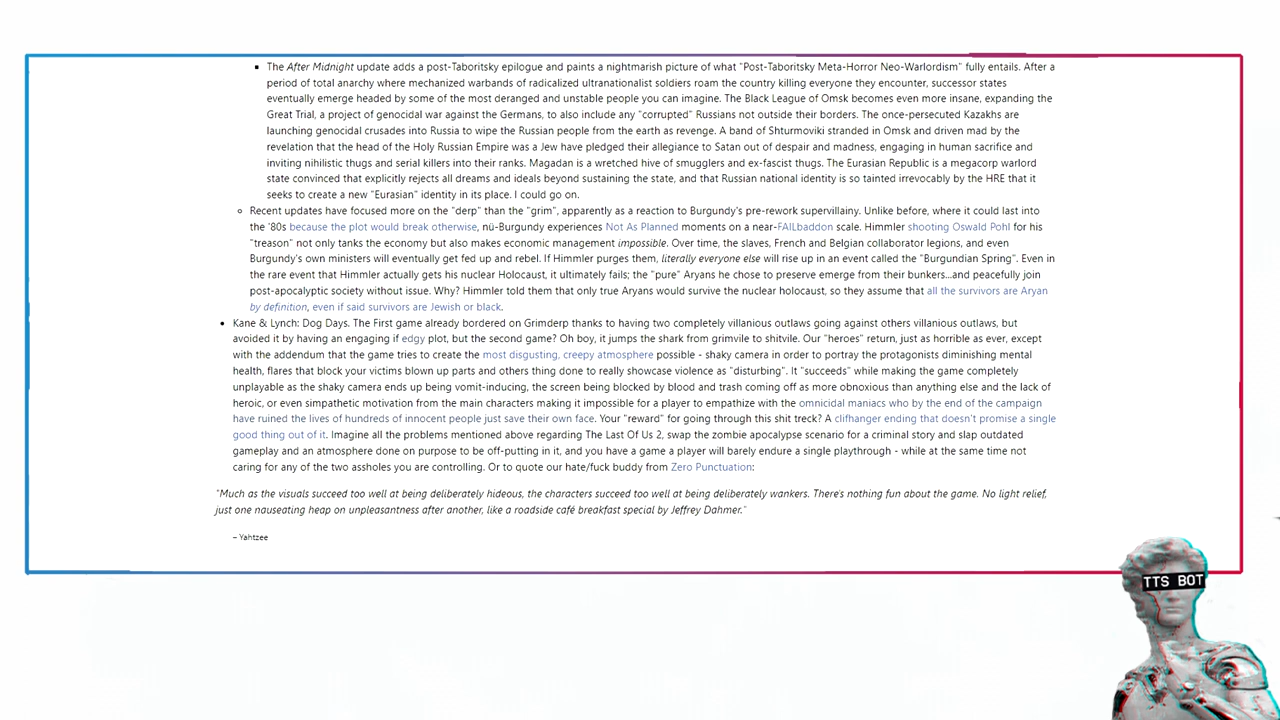 The After Midnight update adds a post-Taboritsky epilogue and paints a nightmarish picture of what "Post-Taboritsky Meta-Horror Neo-Warlordism" fully entails. After a
period of total anarchy where mechanized warbands of radicalized ultranationalist soldiers roam the country killing everyone they encounter, successor states
eventually emerge headed by some of the most deranged and unstable people you can imagine. The Black League of Omsk becomes even more insane, expanding the
Great Trial, a project of genocidal war against the Germans, to also include any "corrupted" Russians not outside their borders. The once-persecuted Kazakhs are
launching genocidal crusades into Russia to wipe the Russian people from the earth as revenge. A band of Shturmoviki stranded in Omsk and driven mad by the
revelation that the head of the Holy Russian Empire was a Jew have pledged their allegiance to Satan out of despair and madness, engaging in human sacrifice and
inviting nihilistic thugs and serial killers into their ranks. Magadan is a wretched hive of smugglers and ex-fascist thugs. The Eurasian Republic is a megacorp warlord
state convinced that explicitly rejects all dreams and ideals beyond sustaining the state, and that Russian national identity is so tainted irrevocably by the HRE that it
seeks to create a new "Eurasian" identity in its place. I could go on.
Recent updates have focused more on the "derp" than the "grim", apparently as a reaction to Burgundy's pre-rework supervillainy. Unlike before, where it could last into
the '80s because the plot would break otherwise, nü-Burgundy experiences Not As Planned moments on a near-FAILbaddon scale. Himmler shooting Oswald Pohl for his
"treason" not only tanks the economy but also makes economic management impossible. Over time, the slaves, French and Belgian collaborator legions, and even
Burgundy's own ministers will eventually get fed up and rebel. If Himmler purges them, literally everyone else will rise up in an event called the "Burgundian Spring". Even in
the rare event that Himmler actually gets his nuclear Holocaust, it ultimately fails; the "pure" Aryans he chose to preserve emerge from their bunkers...and peacefully join
post-apocalyptic society without issue. Why? Himmler told them that only true Aryans would survive the nuclear holocaust, so they assume that all the survivors are Aryan
by definition, even if said survivors are Jewish or black.
Kane & Lynch: Dog Days. The First game already bordered on Grimderp thanks to having two completely villanious outlaws going against others villanious outlaws, but
avoided it by having an engaging if edgy plot, but the second game? Oh boy, it jumps the shark from grimville to shitvile. Our "heroes" return, just as horrible as ever, except
with the addendum that the game tries to create the most disgusting, creepy atmosphere possible - shaky camera in order to portray the protagonists diminishing mental
health, flares that block your victims blown up parts and others thing done to really showcase violence as "disturbing". It "succeeds" while making the game completely
unplayable as the shaky camera ends up being vomit-inducing, the screen being blocked by blood and trash coming off as more obnoxious than anything else and the lack of
heroic, or even simpathetic motivation from the main characters making it impossible for a player to empathize with the omnicidal maniacs who by the end of the campaign
have ruined the lives of hundreds of innocent people just save their own face. Your "reward" for going through this shit treck? A clifhanger ending that doesn't promise a single
good thing out of it. Imagine all the problems mentioned above regarding The Last Of Us 2, swap the zombie apocalypse scenario for a criminal story and slap outdated
gameplay and an atmosphere done on purpose to be off-putting in it, and you have a game a player will barely endure a single playthrough - while at the same time not
caring for any of the two assholes you are controlling. Or to quote our hate/fuck buddy from Zero Punctuation:
"Much as the visuals succeed too well at being deliberately hideous, the characters succeed too well at being deliberately wankers. There's nothing fun about the game. No light relief,
just one nauseating heap on unpleasantness after another, like a roadside café breakfast special by Jeffrey Dahmer."
– Yahtzee
TTS BOT